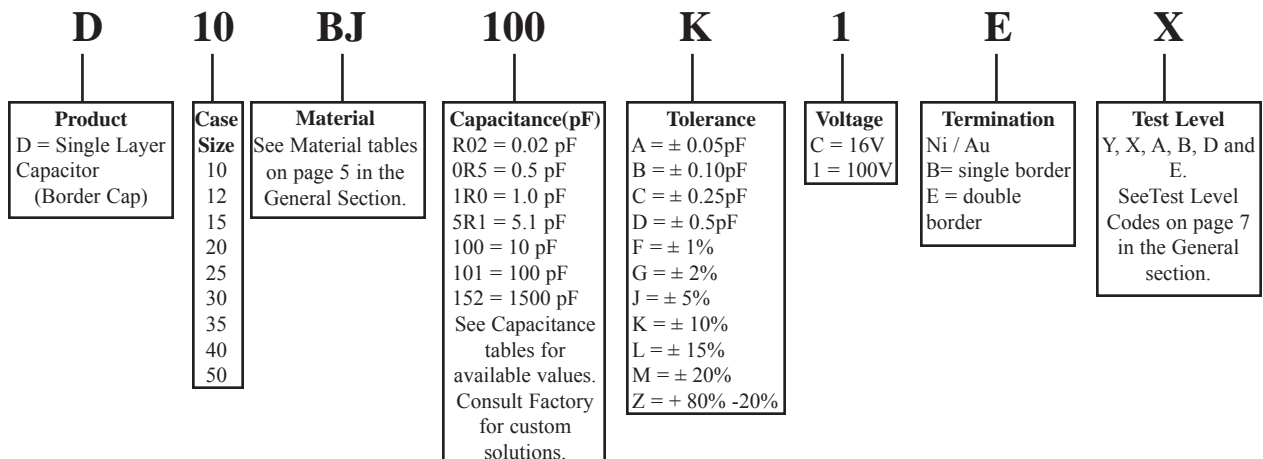 D 10 BJ 100 K 1 E X
Product
D = Single Layer
Capacitor
(Border Cap)
Case
Size
10
12
15
20
25
30
35
40
50
Material
See Material tables
on page 5 in the
General Section.
Capacitance(pF)
R02 = 0.02 pF
0R5 = 0.5 pF
1R0 = 1.0 pF
5R1 = 5.1 pF
100 = 10 pF
101 = 100 pF
152 = 1500 pF
See Capacitance
tables for
available values.
Consult Factory
for custom
solutions.
Tolerance
A = ± 0.05pF
B = ± 0.10pF
C = ± 0.25pF
D = ± 0.5pF
F = ± 1%
G = ± 2%
J = ± 5%
K = ± 10%
L = ± 15%
M = ± 20%
Z = + 80% -20%
Voltage
C = 16V
1 = 100V
Termination
Ni / Au
B= single border
E = double
border
Test Level
Y, X, A, B, D and
E.
SeeTest Level
Codes on page 7
in the General
section.